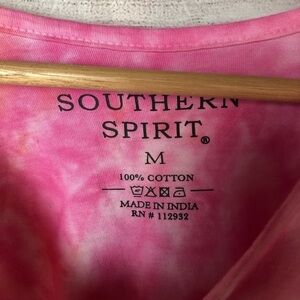 SOUTHERN
SPIRIT®
M
100% COTTON
MADE IN INDIA
RN # 112932